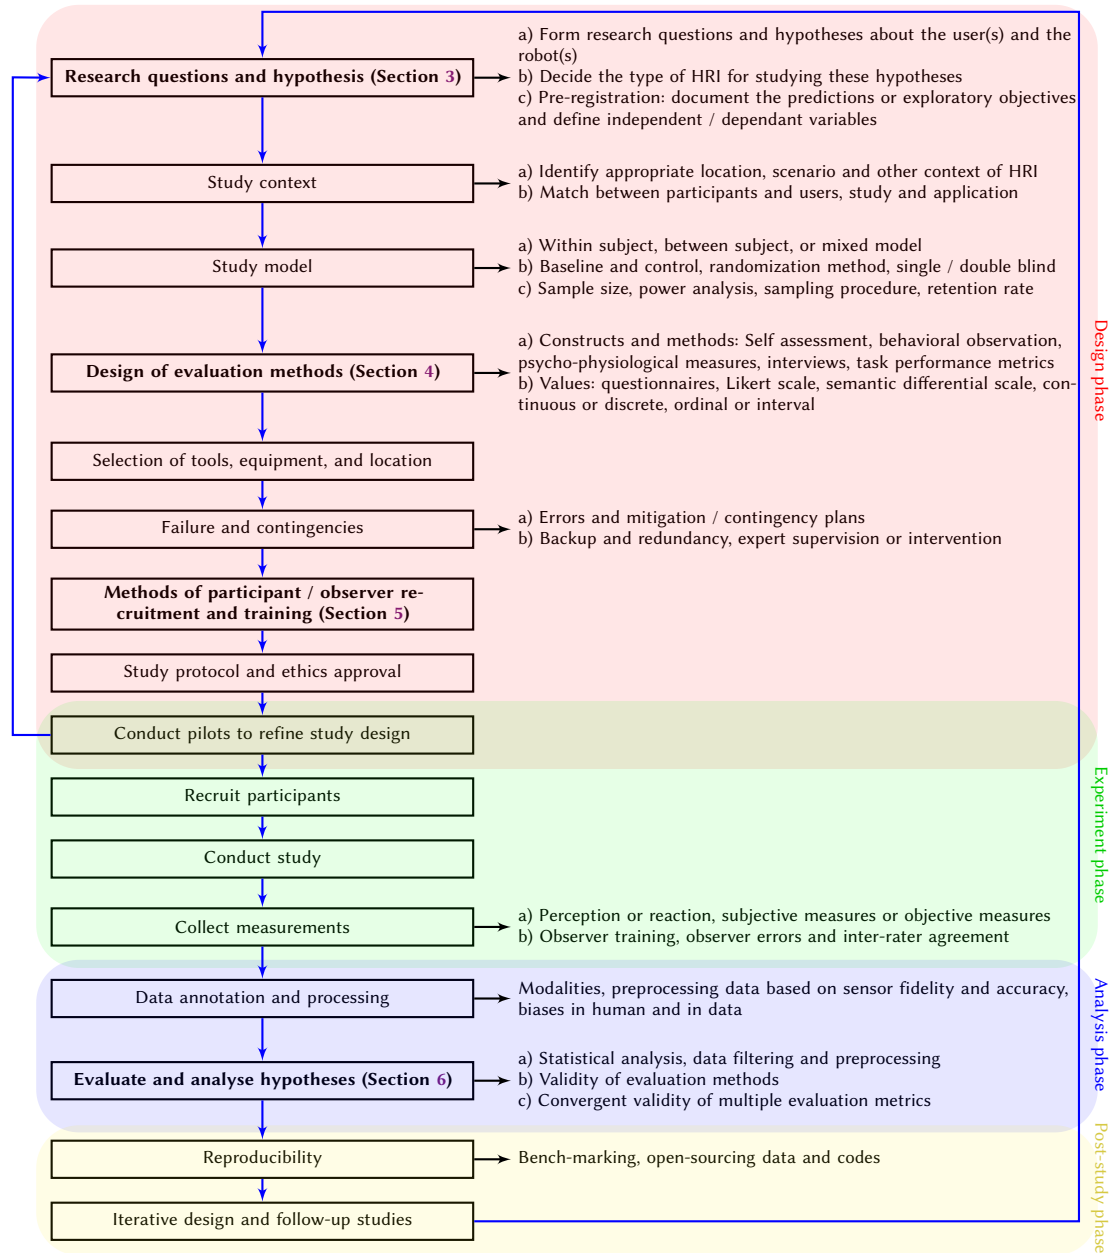 a) Form research questions and hypotheses about the user(s) and the
robot(s)
Research questions and hypothesis (Section 3)
b) Decide the type of HRI for studying these hypotheses
c) Pre-registration: document the predictions or exploratory objectives
and define independent / dependant variables
Study context
a) Identify appropriate location, scenario and other context of HRI
b) Match between participants and users, study and application
Study model
a) Within subject, between subject, or mixed model
b) Baseline and control, randomization method, single / double blind
c) Sample size, power analysis, sampling procedure, retention rate
Design of evaluation methods (Section 4)
a) Constructs and methods: Self assessment, behavioral observation,
psycho-physiological measures, interviews, task performance metrics
b) Values: questionnaires, Likert scale, semantic differential scale, con-
tinuous or discrete, ordinal or interval
Selection of tools, equipment, and location
Failure and contingencies
a) Errors and mitigation / contingency plans
b) Backup and redundancy, expert supervision or intervention
Methods of participant / observer re-
cruitment and training (Section 5)
Study protocol and ethics approval
Conduct pilots to refine study design
Design phase
Recruit participants
Conduct study
Collect measurements
a) Perception or reaction, subjective measures or objective measures
b) Observer training, observer errors and inter-rater agreement
Experiment phase
Data annotation and processing
Modalities, preprocessing data based on sensor fidelity and accuracy,
biases in human and in data
Evaluate and analyse hypotheses (Section 6)
a) Statistical analysis, data filtering and preprocessing
b) Validity of evaluation methods
c) Convergent validity of multiple evaluation metrics
Analysis phase
Reproducibility
Bench-marking, open-sourcing data and codes
Iterative design and follow-up studies
Post-study phase